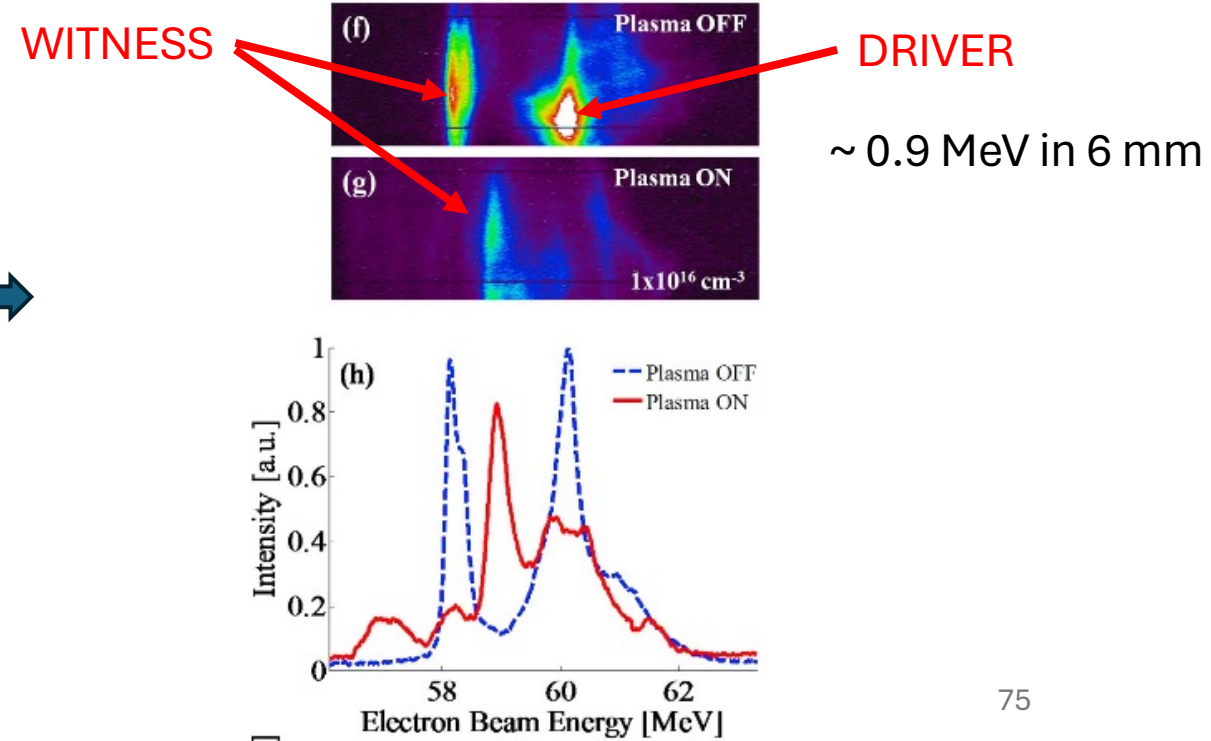 WITNESS
DRIVER
~ 0.9 MeV in 6 mm
(f)
Plasma OFF
(g)
Plasma ON
1x10¹⁶ cm⁻³
(h)
Plasma OFF
Plasma ON
Intensity [a.u.]
1
0.8
0.6
0.4
0.2
0
58 60 62
Electron Beam Energy [MeV]
75